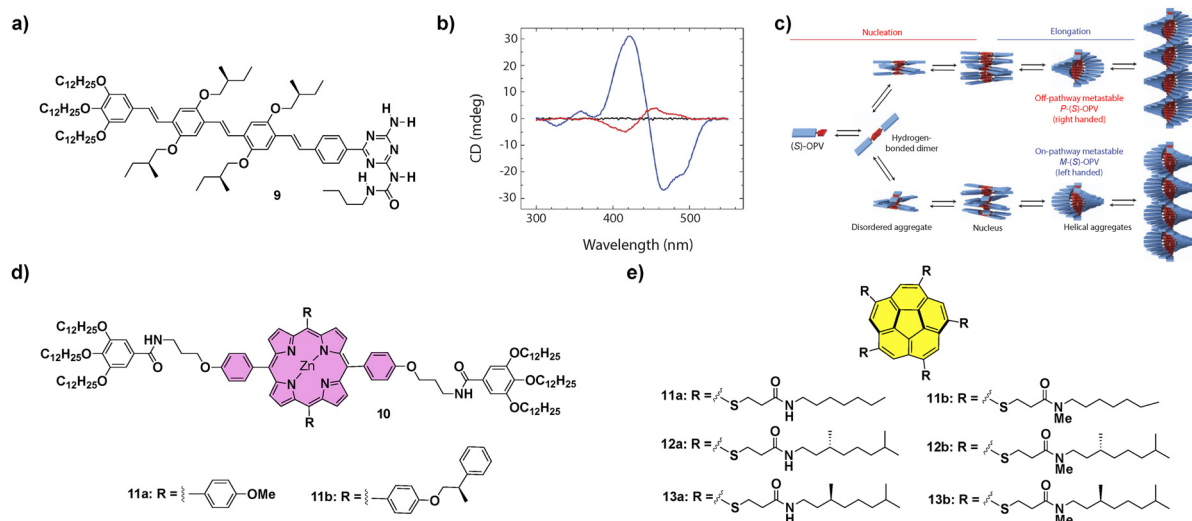 a)
C12H25O
C12H25O
C12H25O
O
O
O
O
N
N
N
N
H
H
H
N
H
N
O
9
b)
CD (mdeg)
30
20
10
0
-10
-20
-30
300
400
500
Wavelength (nm)
c)
Nucleation
Elongation
Off-pathway metastable
P-(S)-OPV
(right handed)
(S)-OPV
Hydrogen-
bonded dimer
On-pathway metastable
M-(S)-OPV
(left handed)
Disordered aggregate
Nucleus
Helical aggregates
d)
C12H25O
C12H25O
C12H25O
O
NH
O
R
N
N
Zn
N
N
R
O
N
H
O
OC12H25
OC12H25
OC12H25
10
11a: R =
OMe
11b: R =
O
e)
R
R
R
R
R
11a: R =
S
O
N
H
11b: R =
S
O
N
Me
12a: R =
S
O
N
H
12b: R =
S
O
N
Me
13a: R =
S
O
N
H
13b: R =
S
O
N
Me